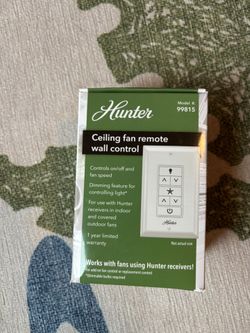 Hunter
Model #:
99815
Ceiling fan remote
wall control
Controls on/off and
fan speed
Dimming feature for
controlling light*
For use with Hunter
receivers in indoor
and covered
outdoor fans
1 year limited
warranty
Hunter
Not actual size
Works with fans using Hunter receivers!
*Dimmable bulbs required